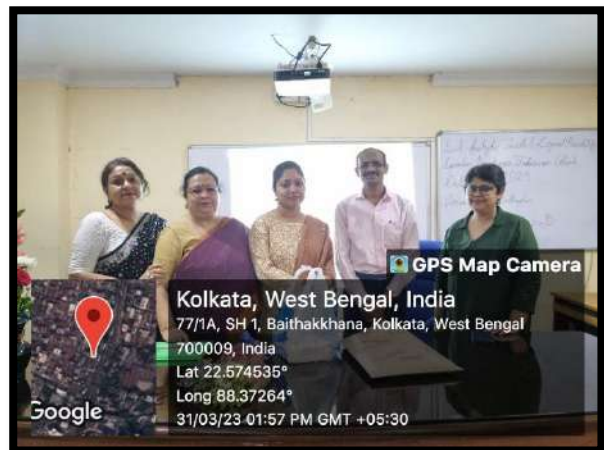 GPS Map Camera
Kolkata, West Bengal, India
77/1A, SH 1, Baithakkhana, Kolkata, West Bengal
700009, India
Lat 22.574535°
Long 88.37264°
31/03/23 01:57 PM GMT +05:30
Google